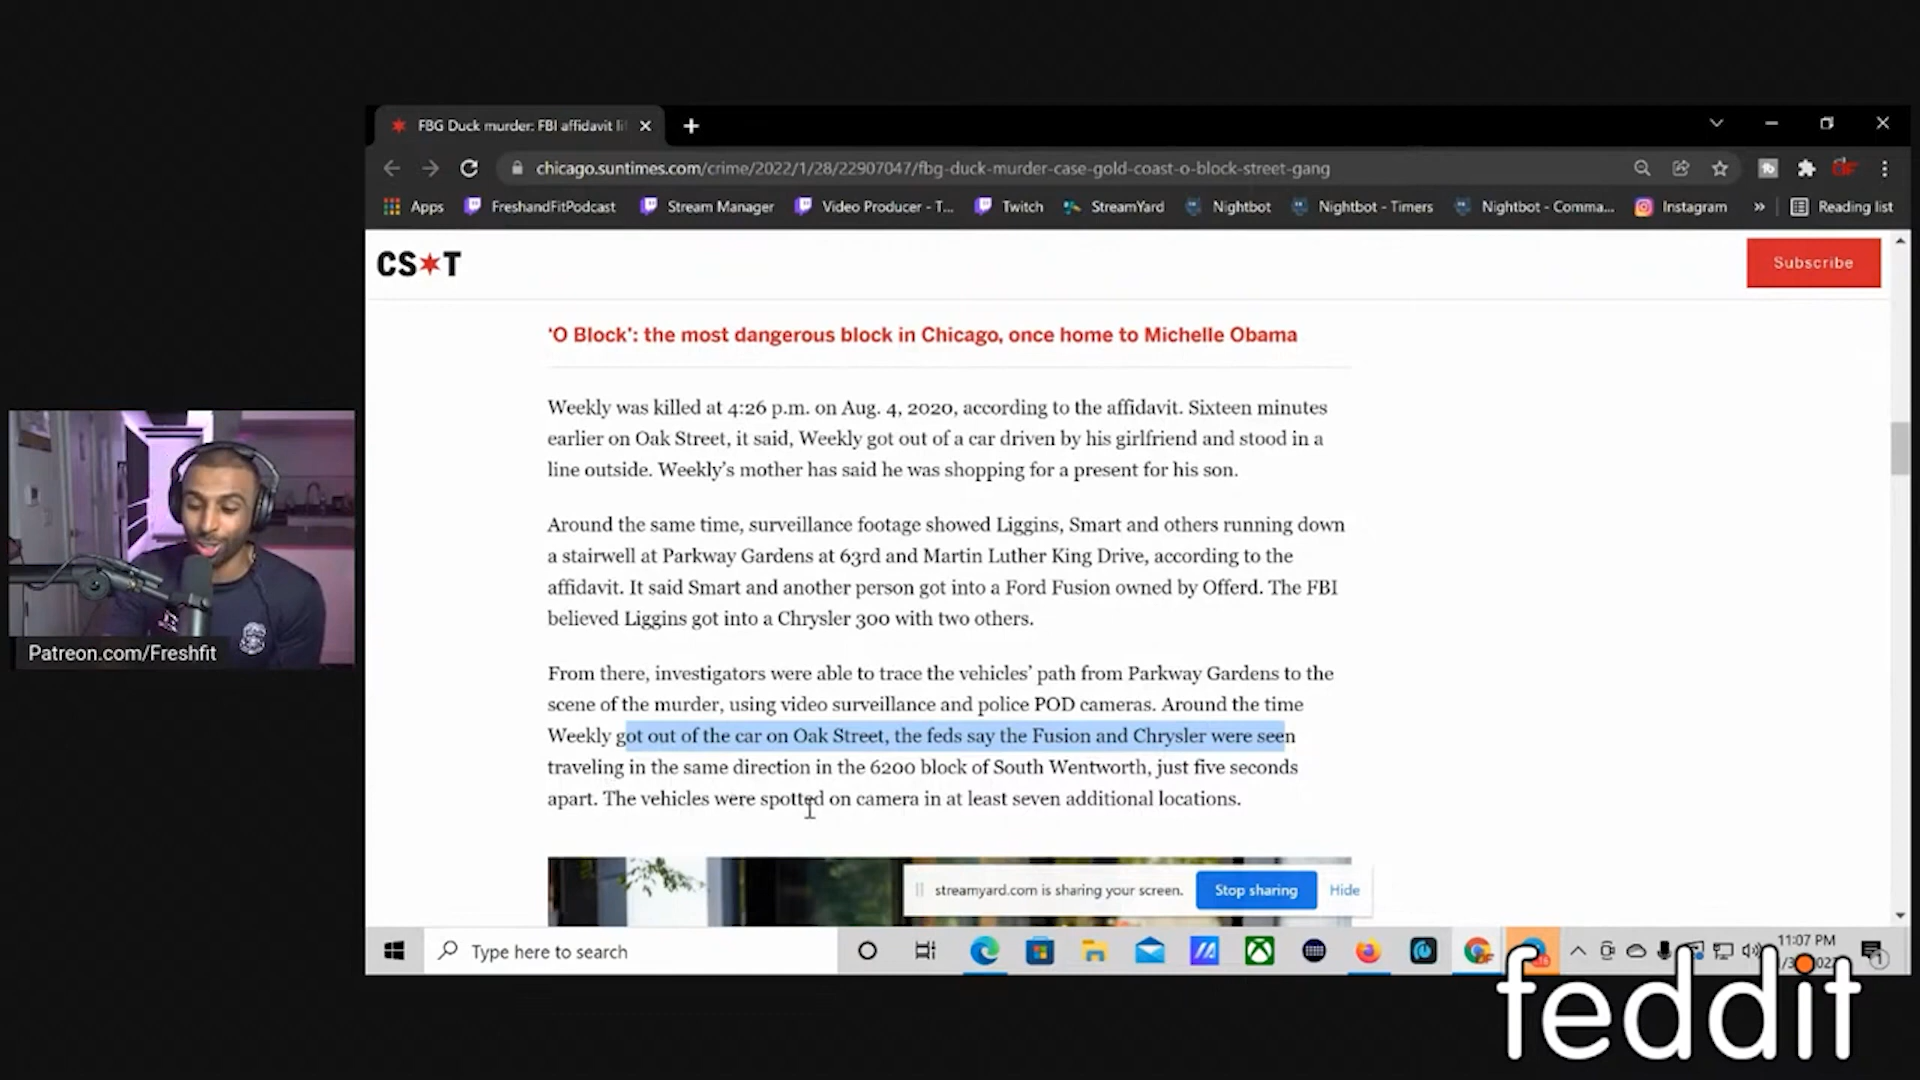 FBG Duck murder: FBI affidavit li
chicago.suntimes.com/crime/2022/1/28/22907047/fbg-duck-murder-case-gold-coast-o-block-street-gang
Apps FreshandFitPodcast Stream Manager Video Producer - T... Twitch StreamYard Nightbot Nightbot - Timers Nightbot - Comma... Instagram » Reading list
CS T
Subscribe
‘O Block’: the most dangerous block in Chicago, once home to Michelle Obama
Weekly was killed at 4:26 p.m. on Aug. 4, 2020, according to the affidavit. Sixteen minutes
earlier on Oak Street, it said, Weekly got out of a car driven by his girlfriend and stood in a
line outside. Weekly’s mother has said he was shopping for a present for his son.
Around the same time, surveillance footage showed Liggins, Smart and others running down
a stairwell at Parkway Gardens at 63rd and Martin Luther King Drive, according to the
affidavit. It said Smart and another person got into a Ford Fusion owned by Offerd. The FBI
believed Liggins got into a Chrysler 300 with two others.
From there, investigators were able to trace the vehicles’ path from Parkway Gardens to the
scene of the murder, using video surveillance and police POD cameras. Around the time
Weekly got out of the car on Oak Street, the feds say the Fusion and Chrysler were seen
traveling in the same direction in the 6200 block of South Wentworth, just five seconds
apart. The vehicles were spotted on camera in at least seven additional locations.
Patreon.com/Freshfit
streamyard.com is sharing your screen. Stop sharing Hide
Type here to search
11:07 PM
feddit